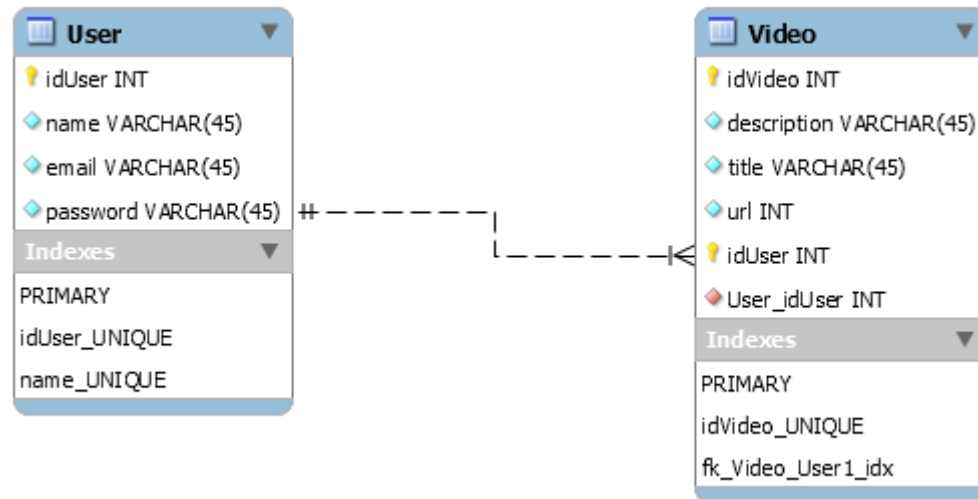 User
idUser INT
name VARCHAR(45)
email VARCHAR(45)
password VARCHAR(45)
Indexes
PRIMARY
idUser_UNIQUE
name_UNIQUE
Video
idVideo INT
description VARCHAR(45)
title VARCHAR(45)
url INT
idUser INT
User_idUser INT
Indexes
PRIMARY
idVideo_UNIQUE
fk_Video_User1_idx